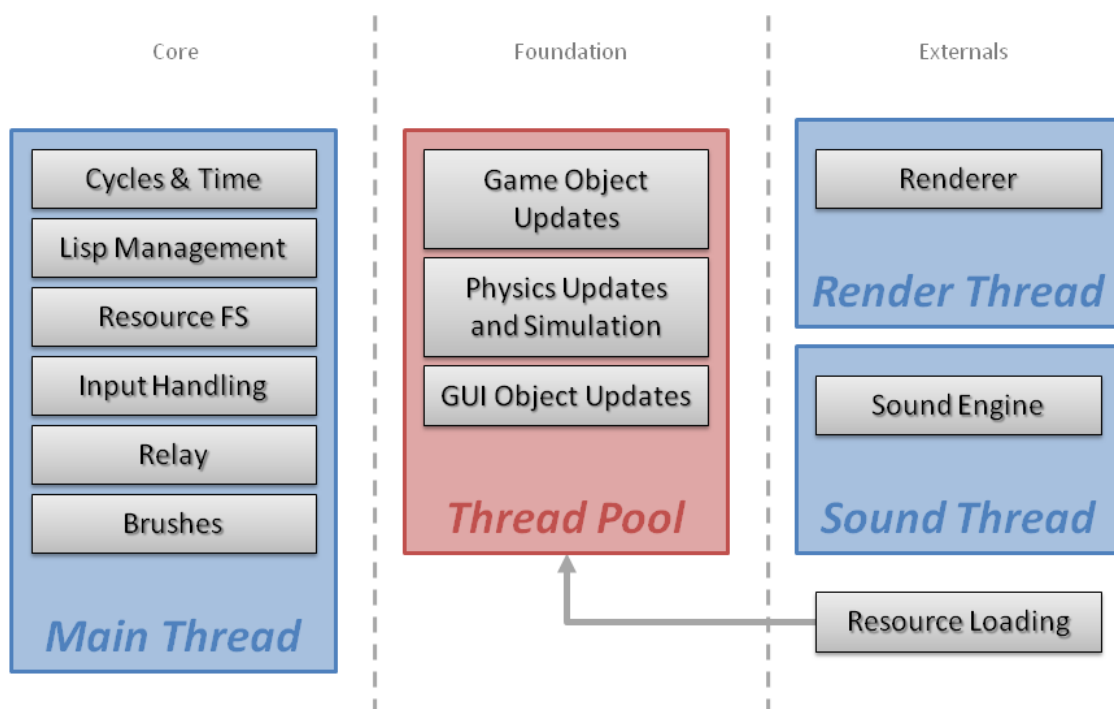 Core
Foundation
Externals
Cycles & Time
Lisp Management
Resource FS
Input Handling
Relay
Brushes
Main Thread
Game Object
Updates
Physics Updates
and Simulation
GUI Object Updates
Thread Pool
Renderer
Render Thread
Sound Engine
Sound Thread
Resource Loading